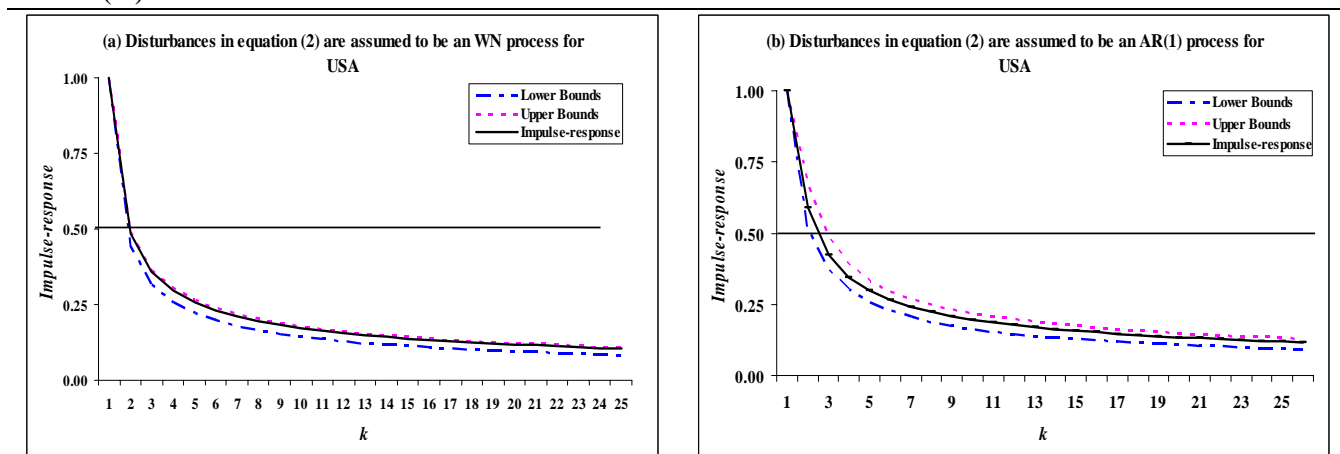 (a) Disturbances in equation (2) are assumed to be an WN process for
USA
1.00
0.75
0.50
0.25
0.00
Impulse-response
Lower Bounds
Upper Bounds
Impulse-response
1 2 3 4 5 6 7 8 9 10 11 12 13 14 15 16 17 18 19 20 21 22 23 24 25
k
(b) Disturbances in equation (2) are assumed to be an AR(1) process for
USA
1.00
0.75
0.50
0.25
0.00
Impulse-response
Lower Bounds
Upper Bounds
Impulse-response
1 3 5 7 9 11 13 15 17 19 21 23 25
k